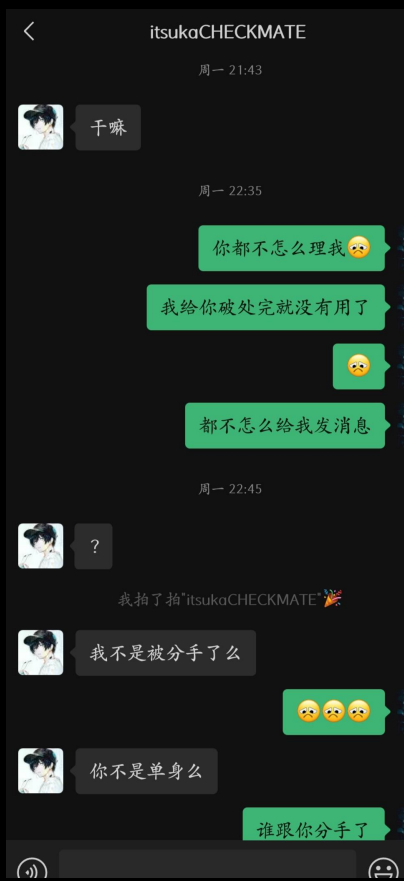 itsukaCHECKMATE
周一 21:43
干嘛
周一 22:35
你都不怎么理我😞
我给你破处完就没有用了
😞
都不怎么给我发消息
周一 22:45
?
我拍了拍"itsukaCHECKMATE"🎉
我不是被分手了么
😞😞😞
你不是单身么
谁跟你分手了